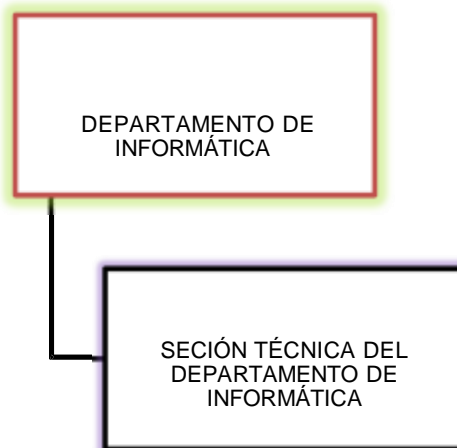 DEPARTAMENTO DE
INFORMÁTICA
SECIÓN TÉCNICA DEL
DEPARTAMENTO DE
INFORMÁTICA